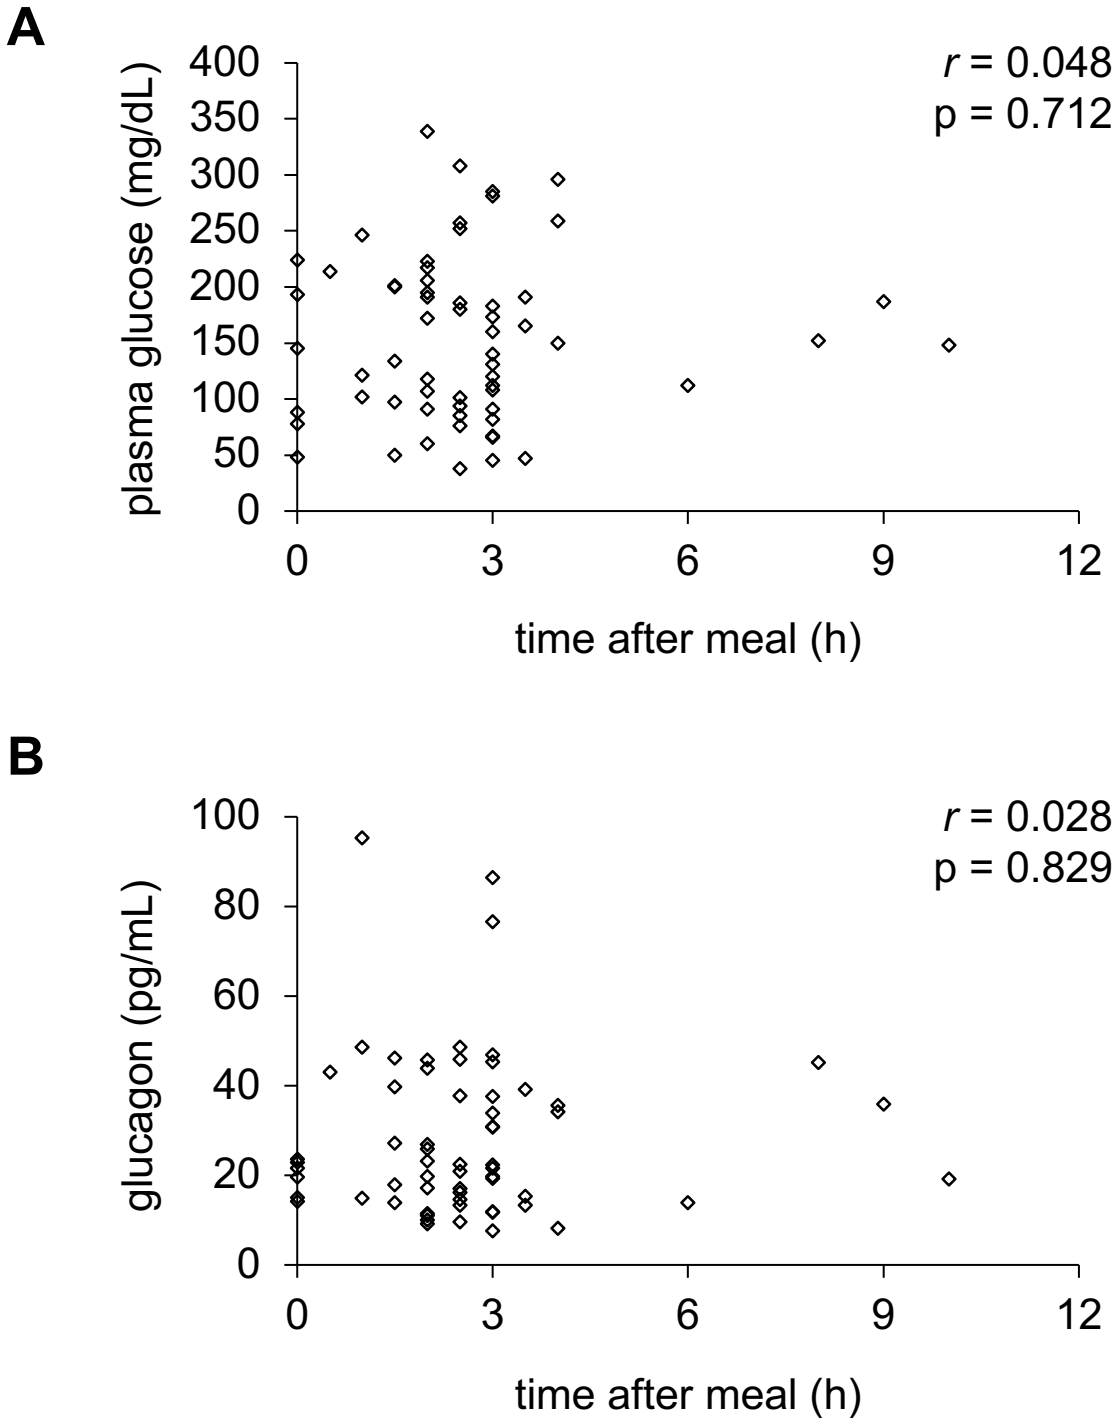 A
r = 0.048
p = 0.712
plasma glucose (mg/dL)
400
350
300
250
200
150
100
50
0
0 3 6 9 12
time after meal (h)
B
r = 0.028
p = 0.829
glucagon (pg/mL)
100
80
60
40
20
0
0 3 6 9 12
time after meal (h)